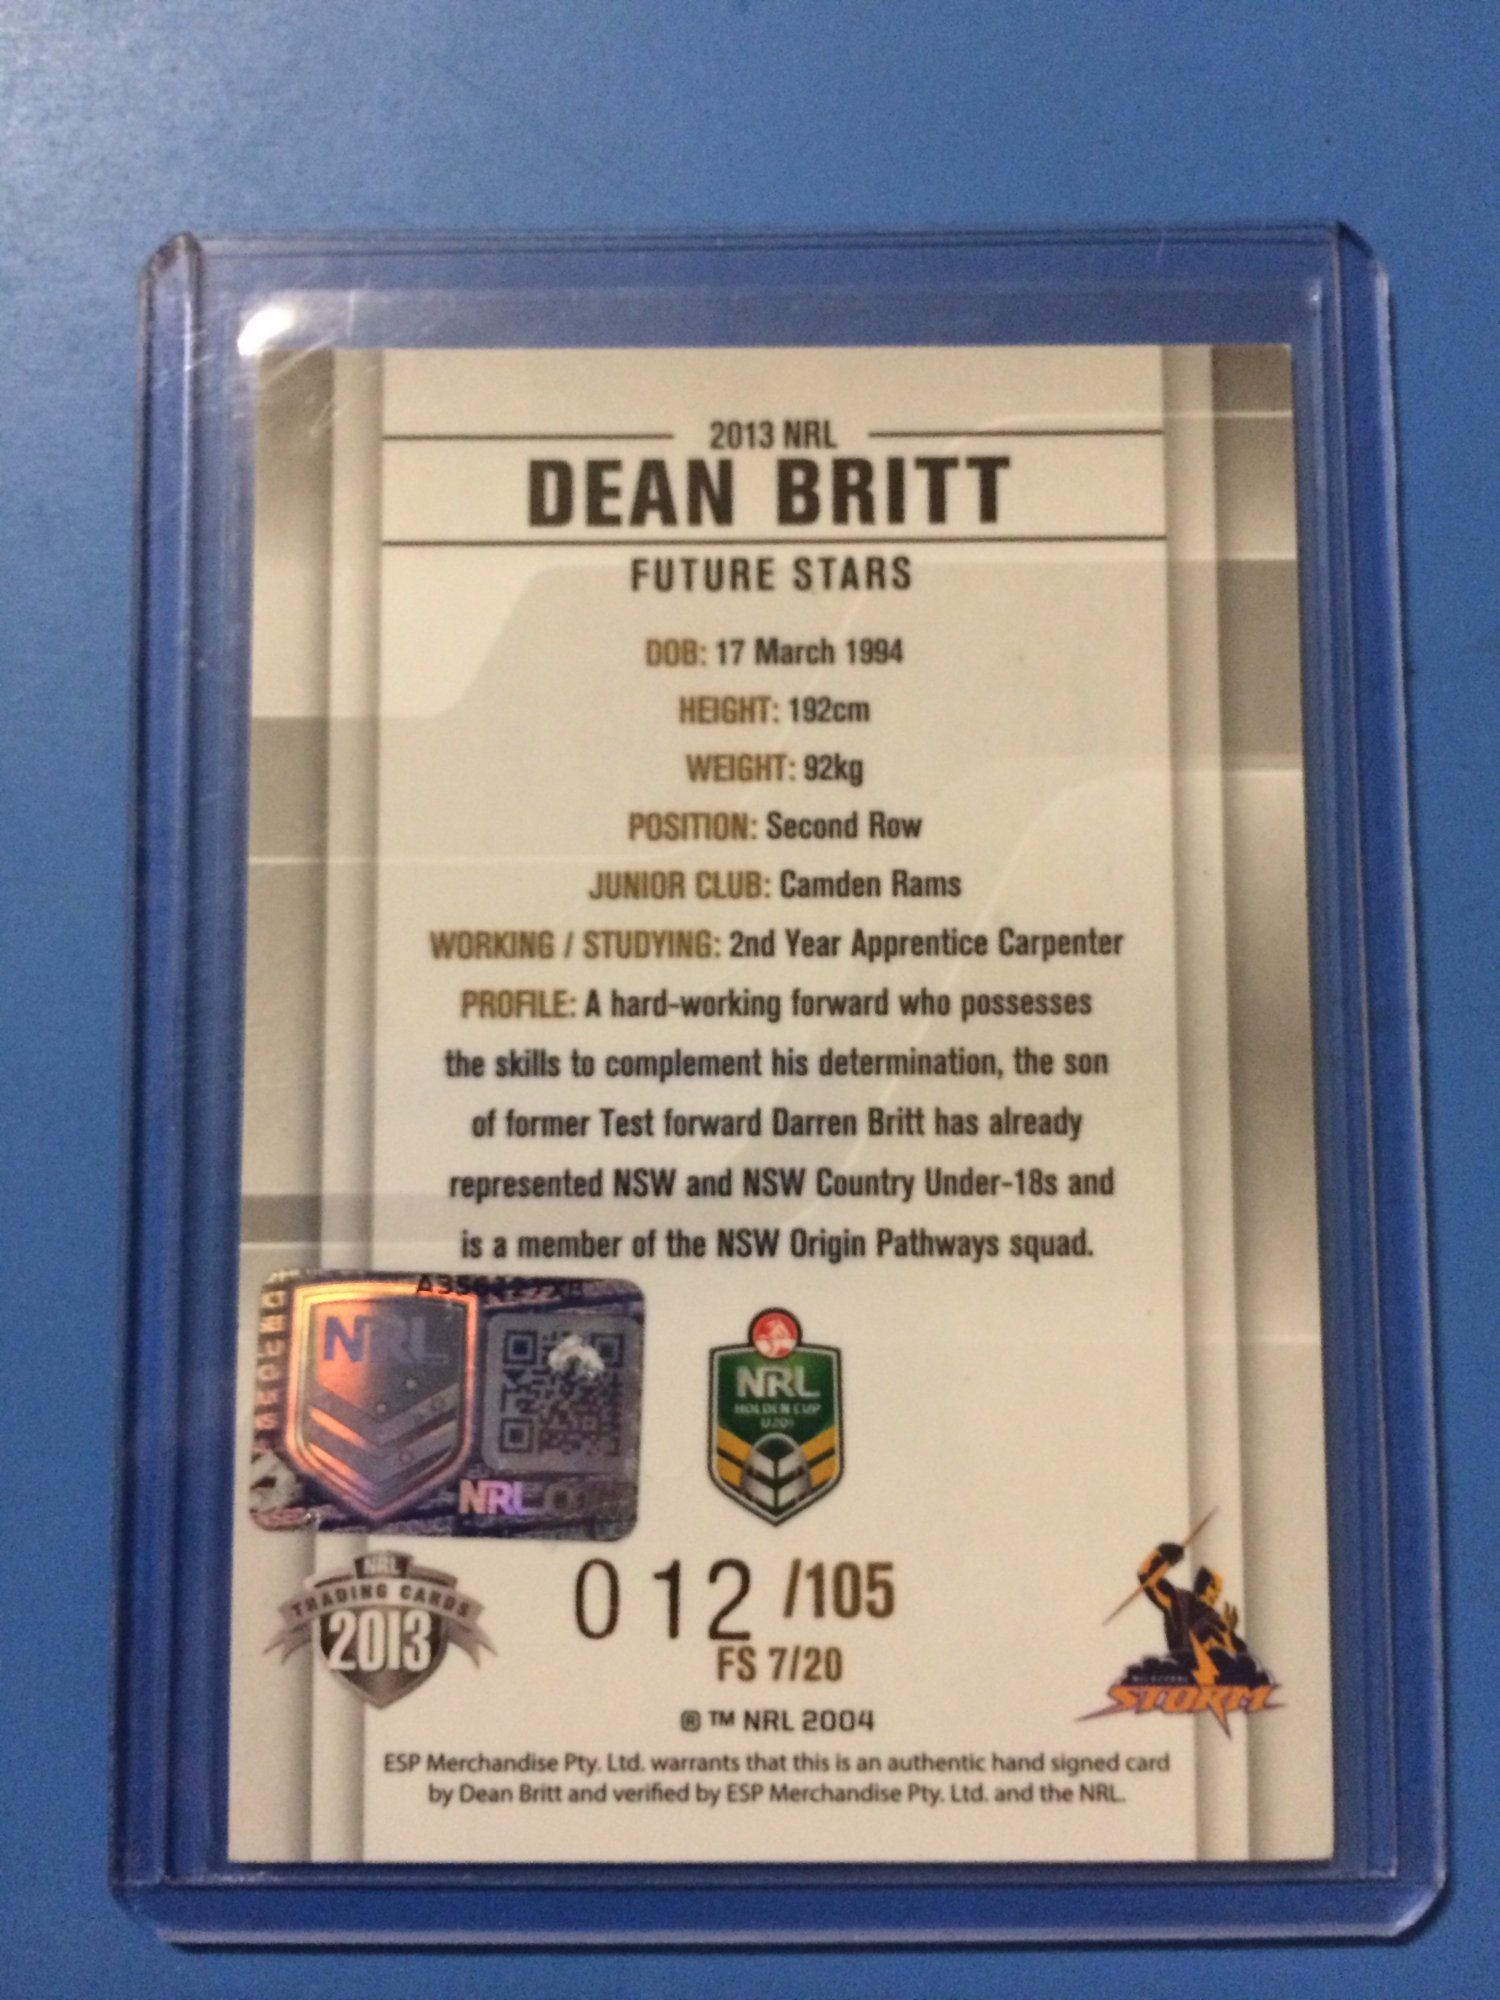 2013 NRL
DEAN BRITT
FUTURE STARS
DOB: 17 March 1994
HEIGHT: 192cm
WEIGHT: 92kg
POSITION: Second Row
JUNIOR CLUB: Camden Rams
WORKING / STUDYING: 2nd Year Apprentice Carpenter
PROFILE: A hard-working forward who possesses
the skills to complement his determination, the son
of former Test forward Darren Britt has already
represented NSW and NSW Country Under-18s and
is a member of the NSW Origin Pathways squad.
NRL
NRL
HOLDEN CUP
U20s
NRL
TRADING CARDS
2013
012 /105
FS 7/20
® ™ NRL 2004
MELBOURNE
STORM
ESP Merchandise Pty. Ltd. warrants that this is an authentic hand signed card
by Dean Britt and verified by ESP Merchandise Pty. Ltd. and the NRL.